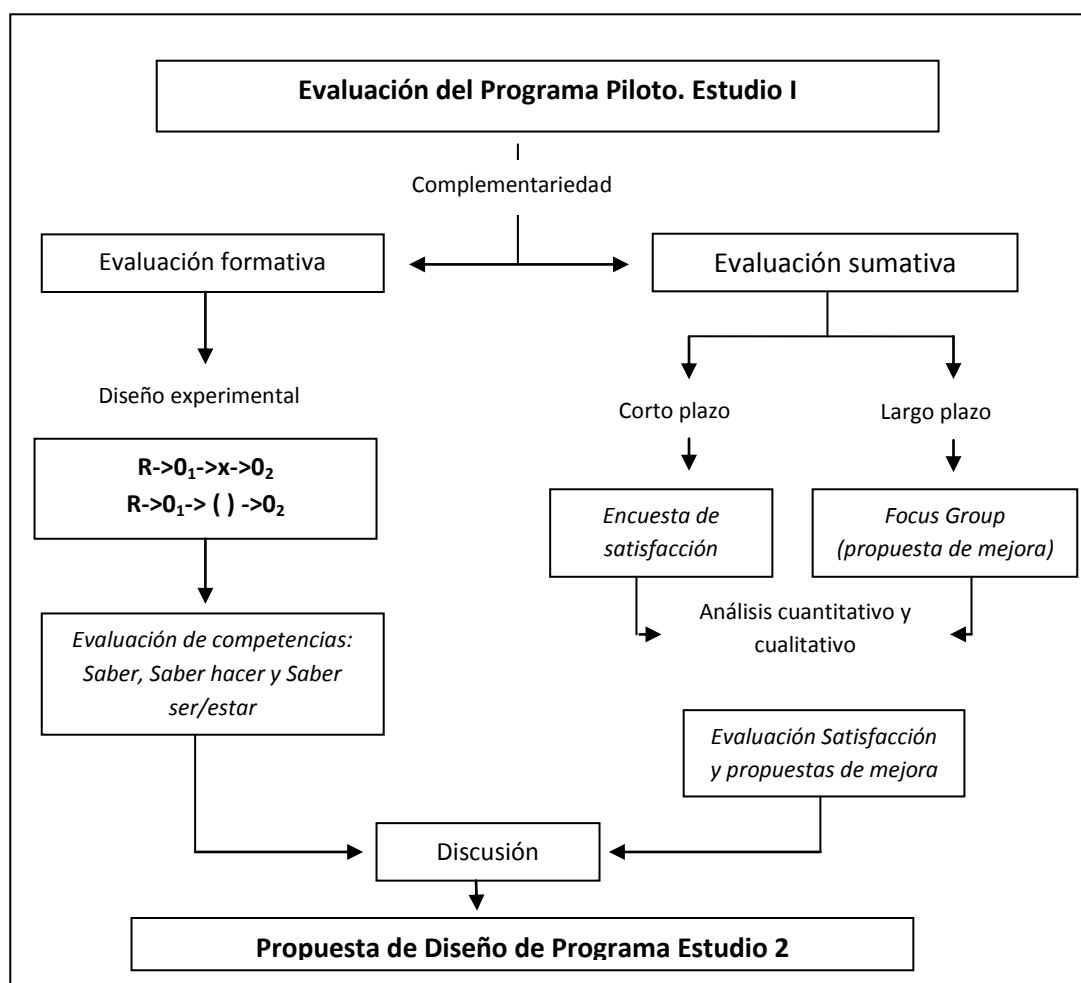 Evaluación del Programa Piloto. Estudio I
Complementariedad
Evaluación formativa
Evaluación sumativa
Diseño experimental
Corto plazo
Largo plazo
R->0₁->x->0₂
R->0₁-> ( ) ->0₂
Encuesta de
satisfacción
Focus Group
(propuesta de mejora)
Análisis cuantitativo y
cualitativo
Evaluación de competencias:
Saber, Saber hacer y Saber
ser/estar
Evaluación Satisfacción
y propuestas de mejora
Discusión
Propuesta de Diseño de Programa Estudio 2